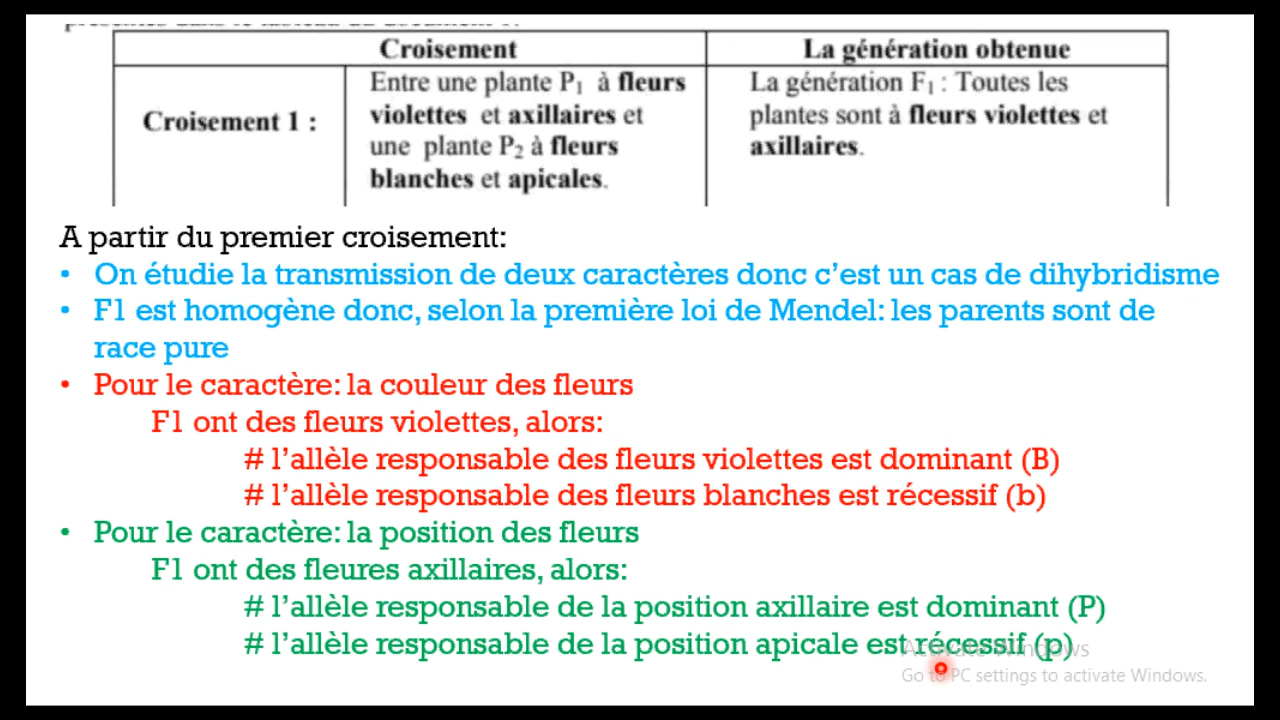 Croisement
La génération obtenue
Croisement 1 :
Entre une plante P₁ à fleurs
violettes et axillaires et
une plante P₂ à fleurs
blanches et apicales.
La génération F₁ : Toutes les
plantes sont à fleurs violettes et
axillaires.
A partir du premier croisement:
• On étudie la transmission de deux caractères donc c’est un cas de dihybridisme
• F1 est homogène donc, selon la première loi de Mendel: les parents sont de
race pure
• Pour le caractère: la couleur des fleurs
F1 ont des fleurs violettes, alors:
# l’allèle responsable des fleurs violettes est dominant (B)
# l’allèle responsable des fleurs blanches est récessif (b)
• Pour le caractère: la position des fleurs
F1 ont des fleures axillaires, alors:
# l’allèle responsable de la position axillaire est dominant (P)
# l’allèle responsable de la position apicale est récessif (p)
Activate Windows
Go to PC settings to activate Windows.